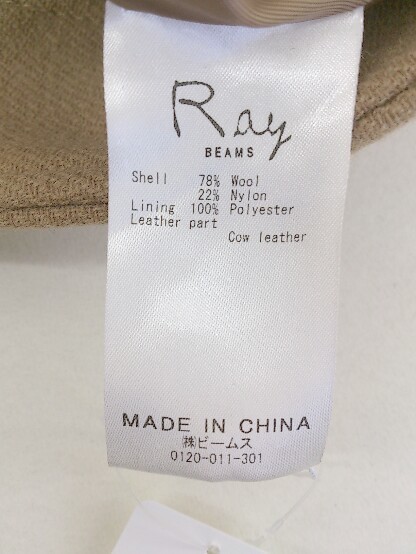 Ray
BEAMS
Shell 78% Wool
22% Nylon
Lining 100% Polyester
Leather part
Cow leather
MADE IN CHINA
㈱ビームス
0120-011-301